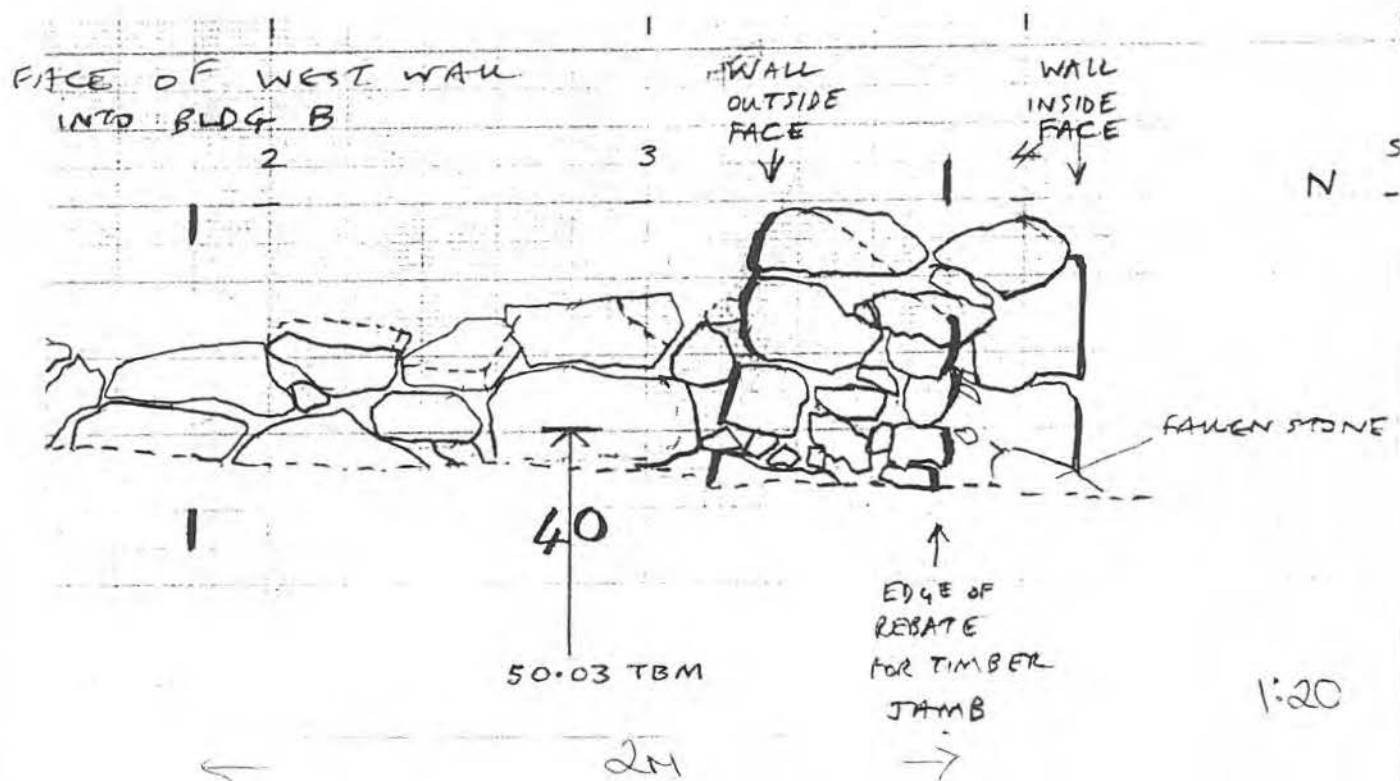 FACE OF WEST WALL
INTO BLDG B
WALL
OUTSIDE
FACE
WALL
INSIDE
FACE
2
3
4
N
S
FALLEN STONE
40
50.03 TBM
EDGE OF
REBATE
FOR TIMBER
JAMB
1:20
2M